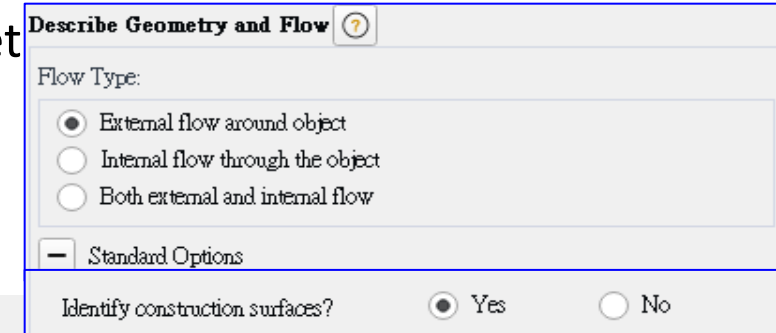 et
Describe Geometry and Flow ?
Flow Type:
External flow around object
Internal flow through the object
Both external and internal flow
Standard Options
Identify construction surfaces? Yes No